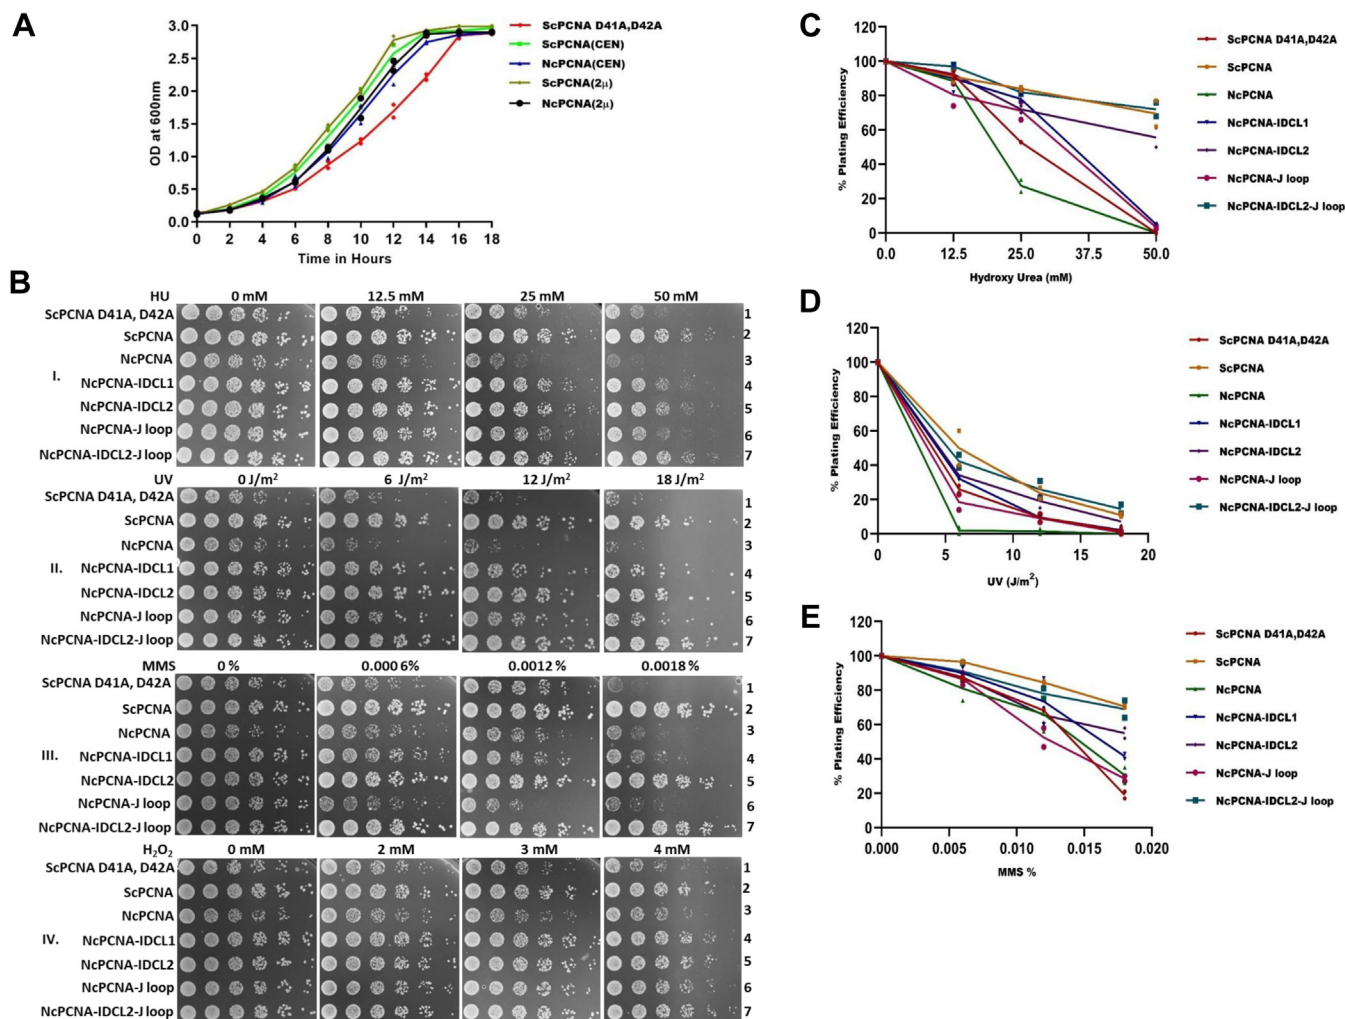 A
3.0
2.5
2.0
1.5
1.0
0.5
0.0
OD at 600nm
0 2 4 6 8 10 12 14 16 18
Time in Hours
ScPCNA D41A,D42A
ScPCNA(CEN)
NcPCNA(CEN)
ScPCNA(2μ)
NcPCNA(2μ)
B
HU 0 mM 12.5 mM 25 mM 50 mM
ScPCNA D41A, D42A 1
ScPCNA 2
NcPCNA 3
I.
NcPCNA-IDCL1 4
NcPCNA-IDCL2 5
NcPCNA-J loop 6
NcPCNA-IDCL2-J loop 7
UV 0 J/m² 6 J/m² 12 J/m² 18 J/m²
ScPCNA D41A, D42A 1
ScPCNA 2
NcPCNA 3
II. NcPCNA-IDCL1 4
NcPCNA-IDCL2 5
NcPCNA-J loop 6
NcPCNA-IDCL2-J loop 7
MMS 0 % 0.0006% 0.0012 % 0.0018 %
ScPCNA D41A, D42A 1
ScPCNA 2
NcPCNA 3
III. NcPCNA-IDCL1 4
NcPCNA-IDCL2 5
NcPCNA-J loop 6
NcPCNA-IDCL2-J loop 7
H₂O₂ 0 mM 2 mM 3 mM 4 mM
ScPCNA D41A, D42A 1
ScPCNA 2
NcPCNA 3
IV. NcPCNA-IDCL1 4
NcPCNA-IDCL2 5
NcPCNA-J loop 6
NcPCNA-IDCL2-J loop 7
C
120
100
80
60
40
20
0
% Plating Efficiency
0.0 12.5 25.0 37.5 50.0
Hydroxy Urea (mM)
ScPCNA D41A,D42A
ScPCNA
NcPCNA
NcPCNA-IDCL1
NcPCNA-IDCL2
NcPCNA-J loop
NcPCNA-IDCL2-J loop
D
120
100
80
60
40
20
0
% Plating Efficiency
0 5 10 15 20
UV (J/m²)
ScPCNA D41A,D42A
ScPCNA
NcPCNA
NcPCNA-IDCL1
NcPCNA-IDCL2
NcPCNA-J loop
NcPCNA-IDCL2-J loop
E
120
100
80
60
40
20
0
% Plating Efficiency
0.000 0.005 0.010 0.015 0.020
MMS %
ScPCNA D41A,D42A
ScPCNA
NcPCNA
NcPCNA-IDCL1
NcPCNA-IDCL2
NcPCNA-J loop
NcPCNA-IDCL2-J loop